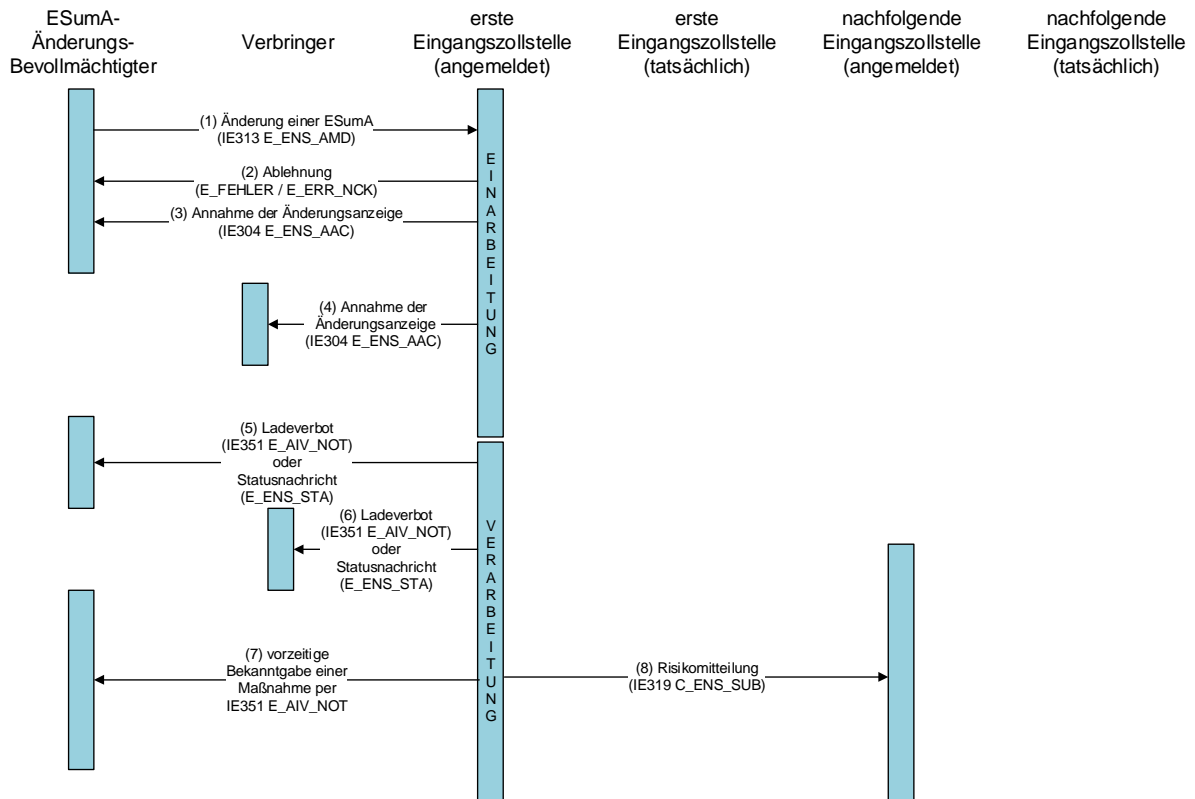 ESumA-
Änderungs-
Bevollmächtigter
Verbringer
erste
Eingangszollstelle
(angemeldet)
erste
Eingangszollstelle
(tatsächlich)
nachfolgende
Eingangszollstelle
(angemeldet)
nachfolgende
Eingangszollstelle
(tatsächlich)
(1) Änderung einer ESumA
(IE313 E_ENS_AMD)
(2) Ablehnung
(E_FEHLER / E_ERR_NCK)
(3) Annahme der Änderungsanzeige
(IE304 E_ENS_AAC)
(4) Annahme der
Änderungsanzeige
(IE304 E_ENS_AAC)
EINARBEITUNG
(5) Ladeverbot
(IE351 E_AIV_NOT)
oder
Statusnachricht
(E_ENS_STA)
(6) Ladeverbot
(IE351 E_AIV_NOT)
oder
Statusnachricht
(E_ENS_STA)
VERARBEITUNG
(7) vorzeitige
Bekanntgabe einer
Maßnahme per
IE351 E_AIV_NOT
(8) Risikomitteilung
(IE319 C_ENS_SUB)